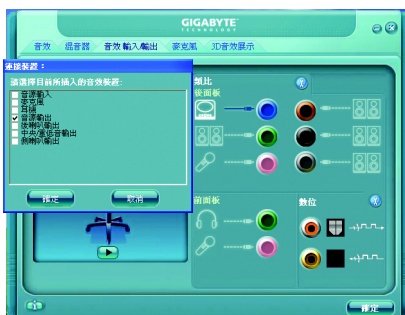 GIGABYTE
TECHNOLOGY
音效 混音器 音效輸入/輸出 麥克風 3D音效展示
連接裝置：
請選擇目前所插入的音效裝置:
音源輸入
麥克風
耳機
音源輸出
後喇叭輸出
中央/重低音輸出
側喇叭輸出
確定 取消
類比
後面板
前面板
數位
確定